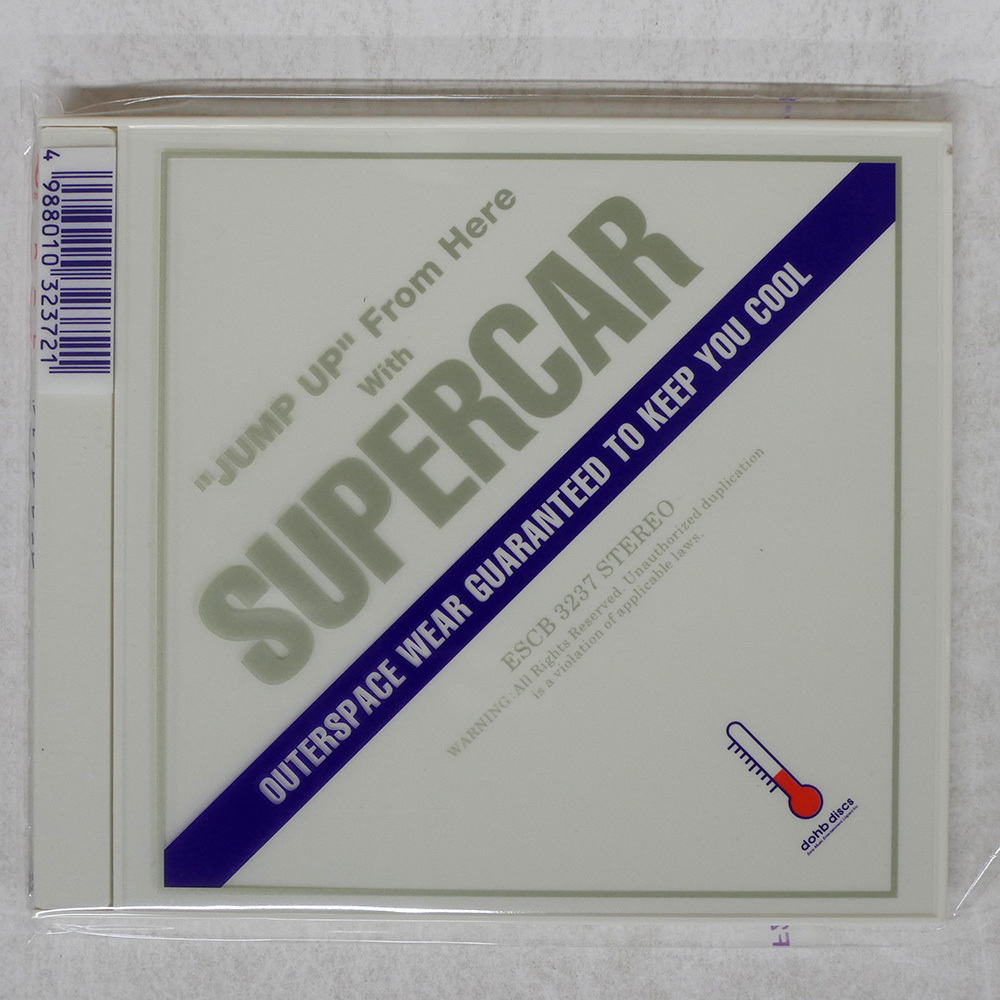 4 988010 323721
"JUMP UP" From Here
With
SUPERCAR
OUTERSPACE WEAR GUARANTEED TO KEEP YOU COOL
ESCB 3237 STEREO
WARNING:All Rights Reserved. Unauthorized duplication
is a violation of applicable laws.
dohb discs